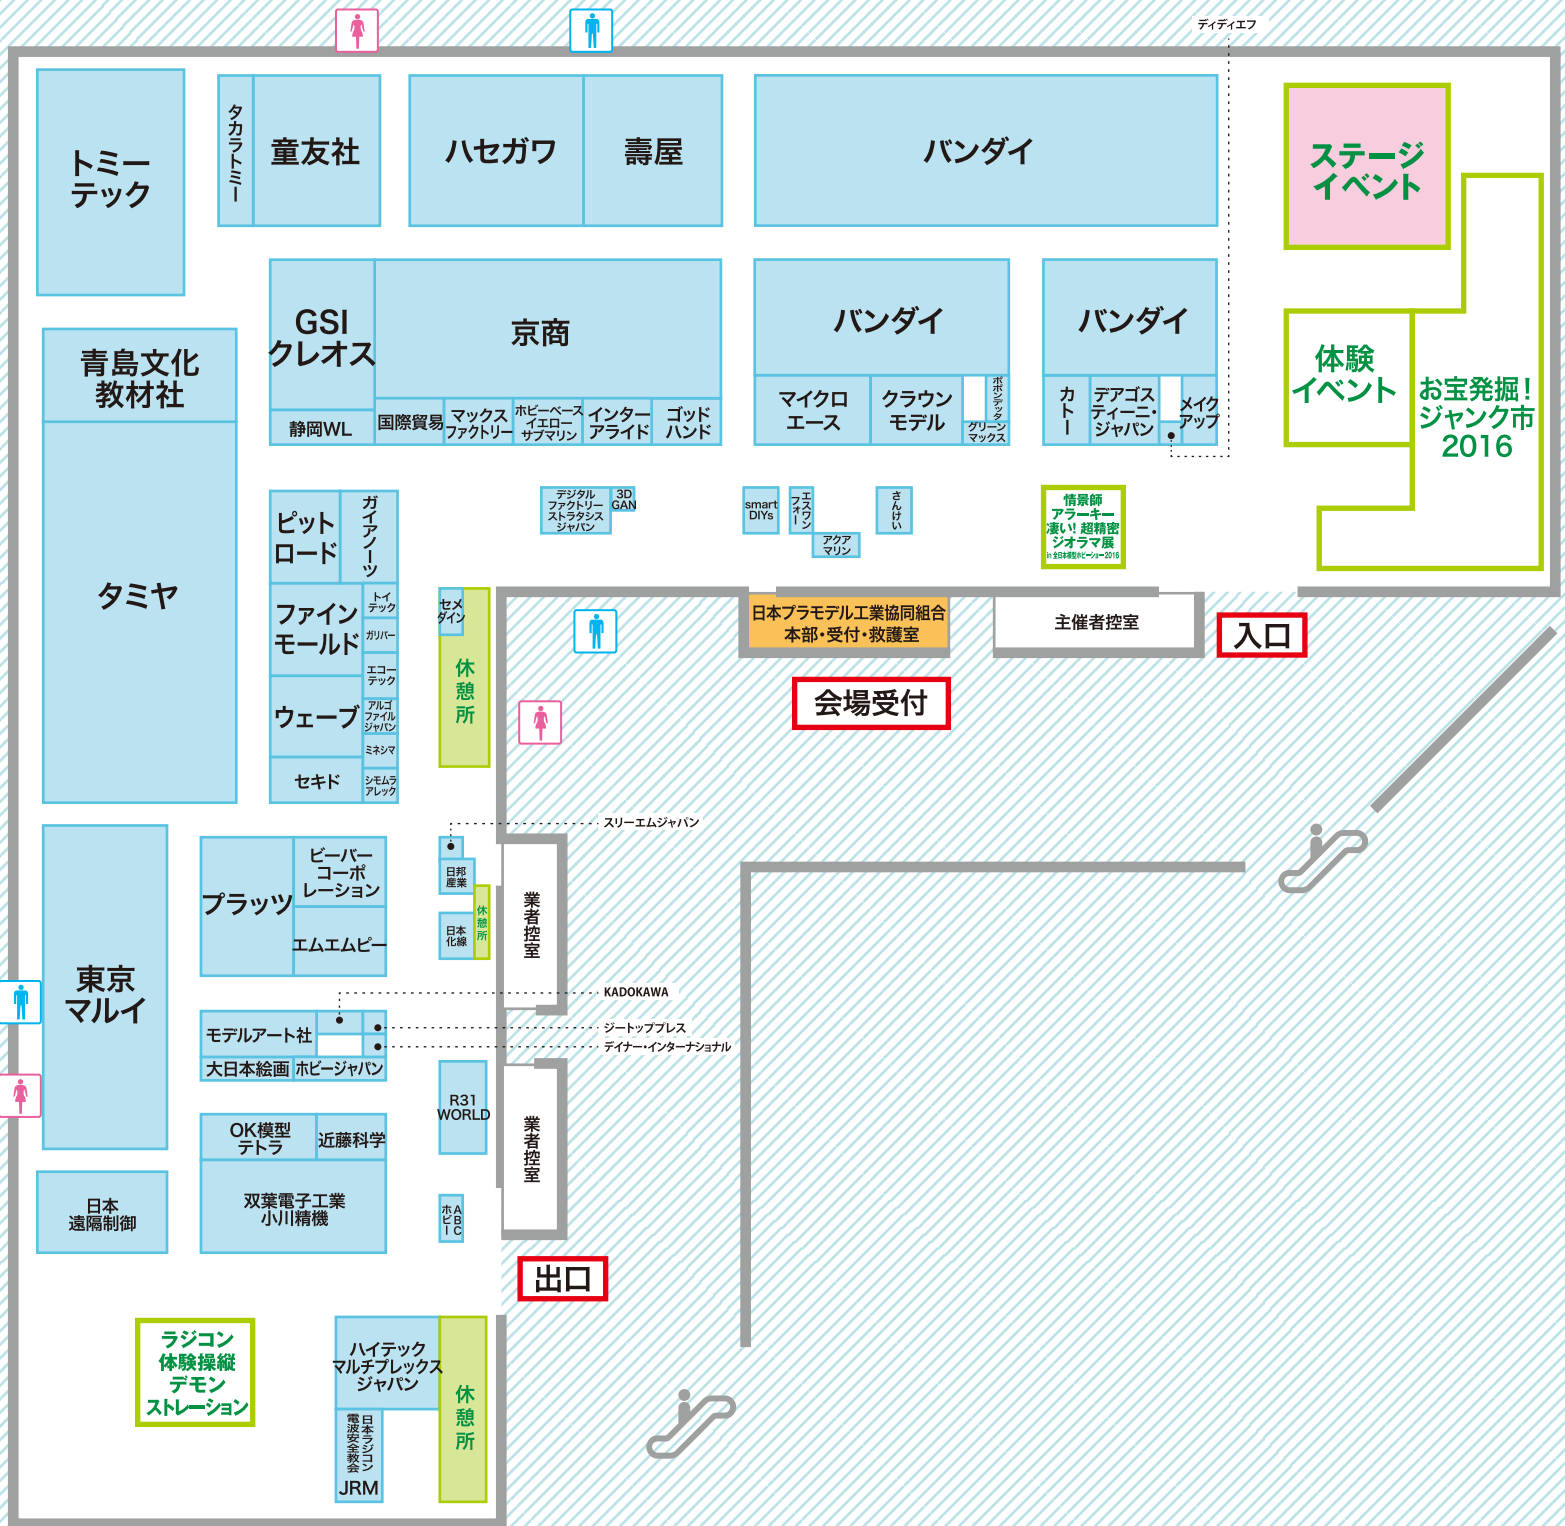 ディディエフ
トミー
テック
タカラトミー
童友社
ハセガワ
壽屋
バンダイ
ステージ
イベント
GSI
クレオス
京商
バンダイ
バンダイ
青島文化
教材社
静岡WL
国際貿易
マックス
ファクトリー
ホビーベース
イエロー
サブマリン
インター
アライド
ゴッド
ハンド
マイクロ
エース
クラウン
モデル
ポポンデッタ
グリーン
マックス
カトー
デアゴス
ティーニ・
ジャパン
メイク
アップ
体験
イベント
お宝発掘!
ジャンク市
2016
タミヤ
ピット
ロード
ガイアノーツ
デジタル
ファクトリー
ストラタシス
ジャパン
3D
GAN
smart
DIYs
エスワン
フォー
アクア
マリン
さんけい
情景師
アラーキー
凄い! 超精密
ジオラマ展
in 全日本模型ホビーショー2016
ファイン
モールド
トイ
テック
ガリバー
エコー
テック
ウェーブ
アルゴ
ファイル
ジャパン
ミネシマ
セキド
シモムラ
アレック
セメ
ダイン
休憩所
日本プラモデル工業協同組合
本部・受付・救護室
主催者控室
入口
会場受付
スリーエムジャパン
東京
マルイ
プラッツ
ビーバー
コーポ
レーション
エムエムピー
日邦
産業
日本
化線
休憩所
業者控室
KADOKAWA
ジートッププレス
デイナー・インターナショナル
モデルアート社
大日本絵画
ホビージャパン
R31
WORLD
業者控室
OK模型
テトラ
近藤科学
双葉電子工業
小川精機
日本
遠隔制御
ABC
ホビー
出口
ラジコン
体験操縦
デモン
ストレーション
ハイテック
マルチプレックス
ジャパン
休憩所
日本ラジコン
電波安全教会
JRM